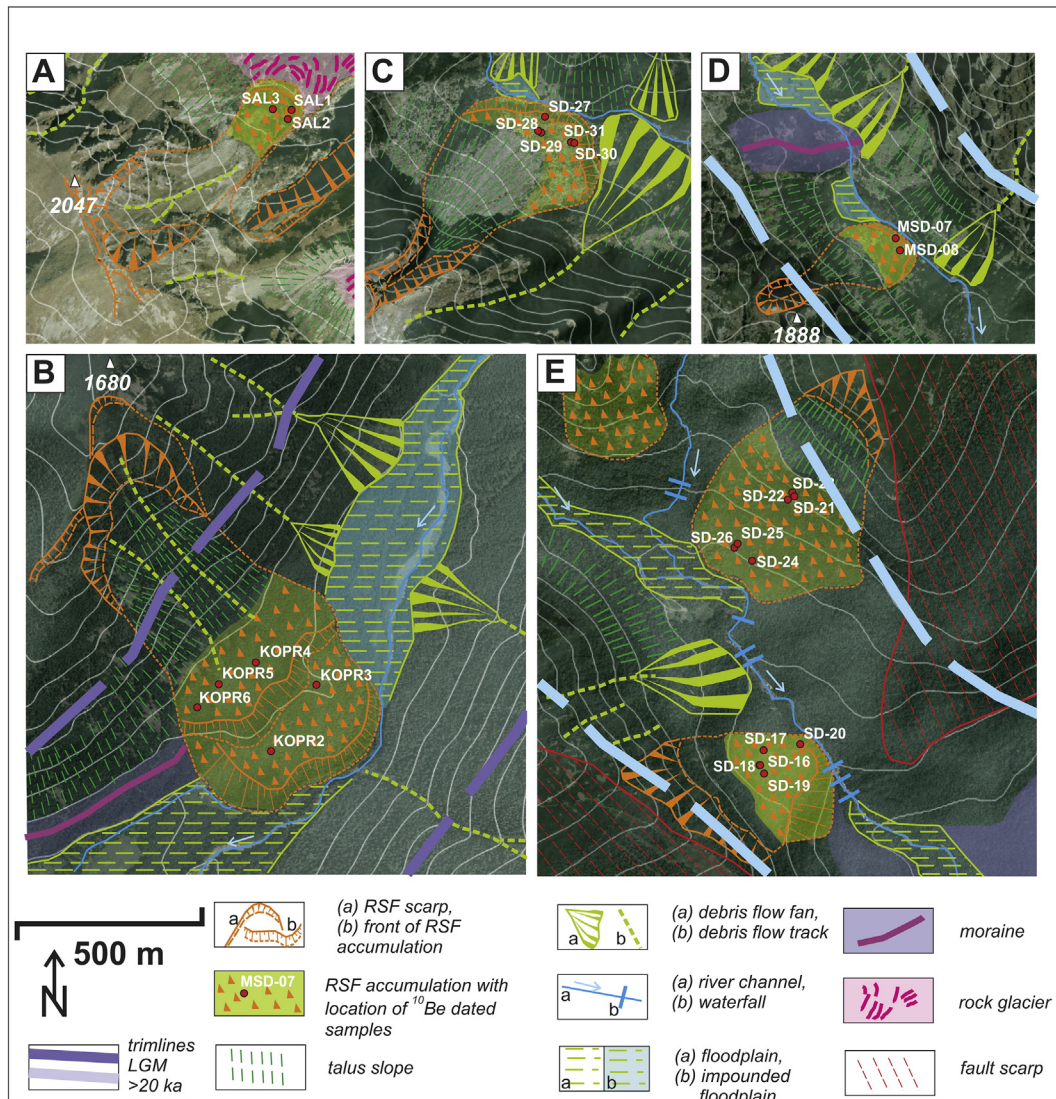 A
SAL3
SAL1
SAL2
2047
C
SD-27
SD-28
SD-31
SD-29
SD-30
D
MSD-07
MSD-08
1888
B
1680
KOPR4
KOPR5
KOPR3
KOPR6
KOPR2
E
SD-22
SD-21
SD-25
SD-26
SD-24
SD-17
SD-20
SD-18
SD-16
SD-19
500 m
N
a
b
(a) RSF scarp,
(b) front of RSF
accumulation
MSD-07
RSF accumulation with
location of 10Be dated
samples
trimlines
LGM
>20 ka
talus slope
a
b
(a) debris flow fan,
(b) debris flow track
a
b
(a) river channel,
(b) waterfall
a
b
(a) floodplain,
(b) impounded
floodplain
moraine
rock glacier
fault scarp